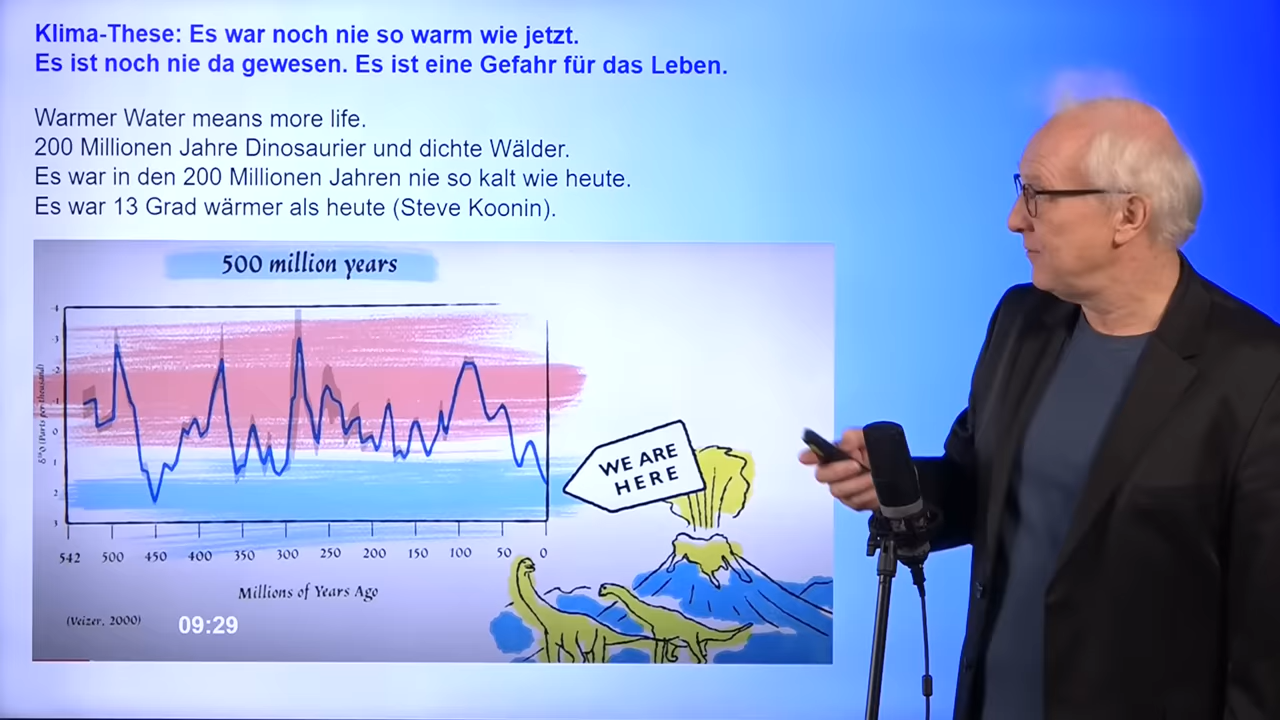 Klima-These: Es war noch nie so warm wie jetzt.
Es ist noch nie da gewesen. Es ist eine Gefahr für das Leben.
Warmer Water means more life.
200 Millionen Jahre Dinosaurier und dichte Wälder.
Es war in den 200 Millionen Jahren nie so kalt wie heute.
Es war 13 Grad wärmer als heute (Steve Koonin).
500 million years
-4
-3
-2
-1
0
1
2
3
δ¹⁸O (Parts per thousand)
WE ARE
HERE
542 500 450 400 350 300 250 200 150 100 50 0
Millions of Years Ago
(Veizer, 2000)
09:29